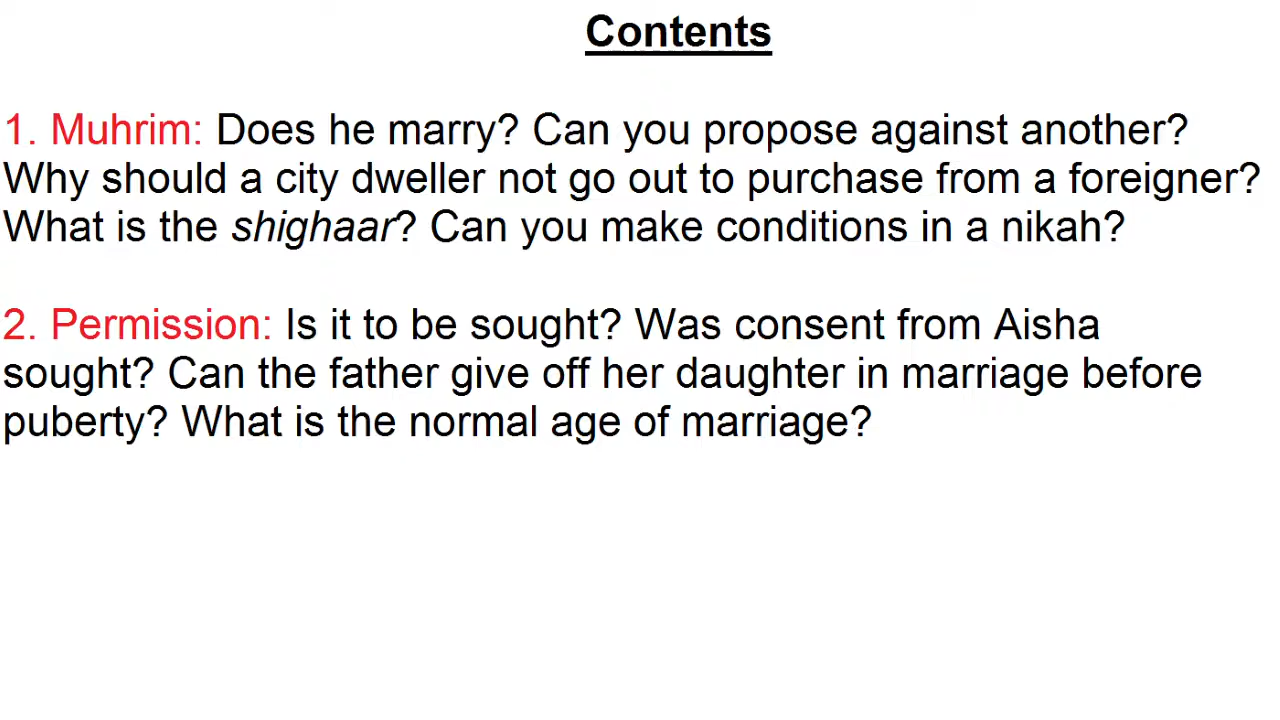 Contents
1. Muhrim: Does he marry? Can you propose against another?
Why should a city dweller not go out to purchase from a foreigner?
What is the shighaar? Can you make conditions in a nikah?
2. Permission: Is it to be sought? Was consent from Aisha
sought? Can the father give off her daughter in marriage before
puberty? What is the normal age of marriage?